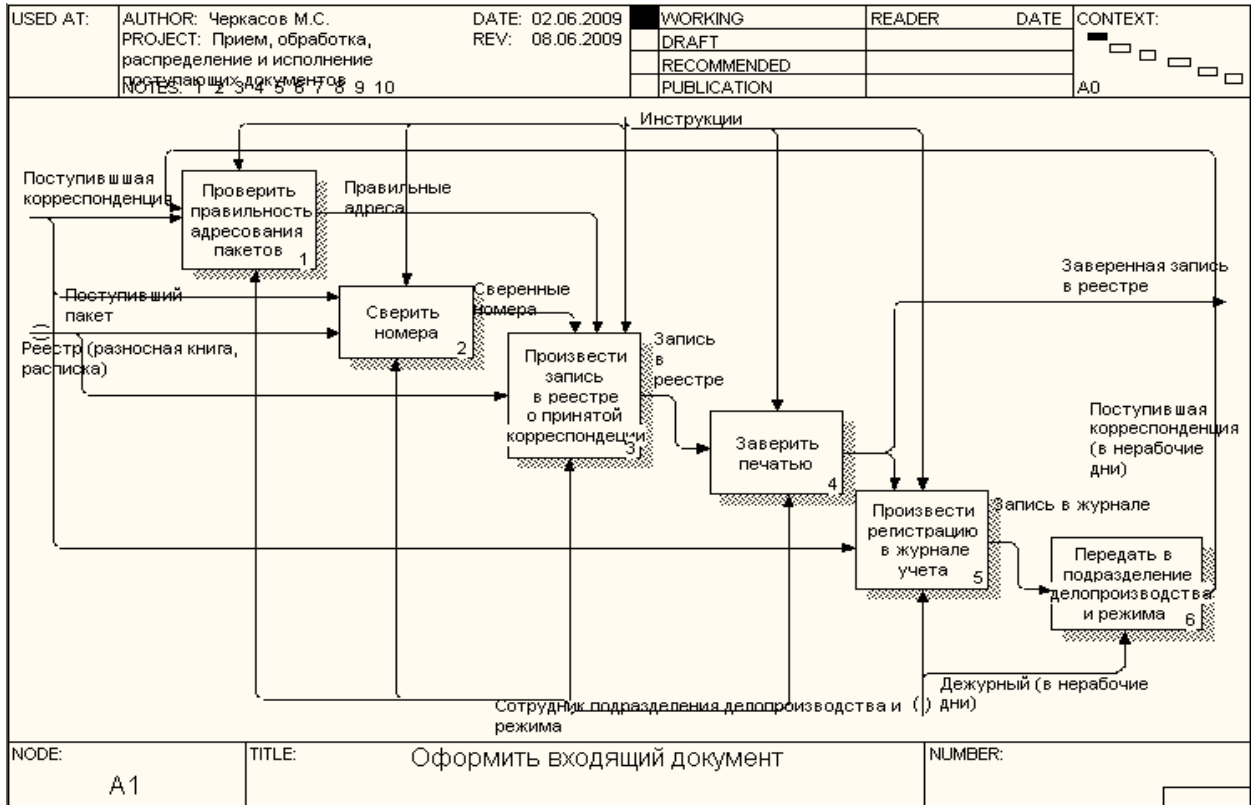 USED AT:
AUTHOR: Черкасов М.С.
DATE: 02.06.2009
PROJECT: Прием, обработка,
REV: 08.06.2009
распределение и исполнение
поступающих документов
NOTES: 1 2 3 4 5 6 7 8 9 10
WORKING
DRAFT
RECOMMENDED
PUBLICATION
READER
DATE
CONTEXT:
A0
Инструкции
Поступившшая
корреспонденция
Проверить
правильность
адресования
пакетов
1
Правильные
адреса
Поступивший
пакет
Реестр (разносная книга,
расписка)
Сверить
номера
2
Сверенные
номера
Произвести
запись
в реестре
о принятой
корреспондеции
3
Запись
в
реестре
Заверить
печатью
4
Заверенная запись
в реестре
Поступившая
корреспонденция
(в нерабочие
дни)
Произвести
регистрацию
в журнале
учета
5
Запись в журнале
Передать в
подразделение
делопроизводства
и режима
6
Дежурный (в нерабочие
дни)
Сотрудник подразделения делопроизводства и
режима
NODE:
A1
TITLE:
Оформить входящий документ
NUMBER: